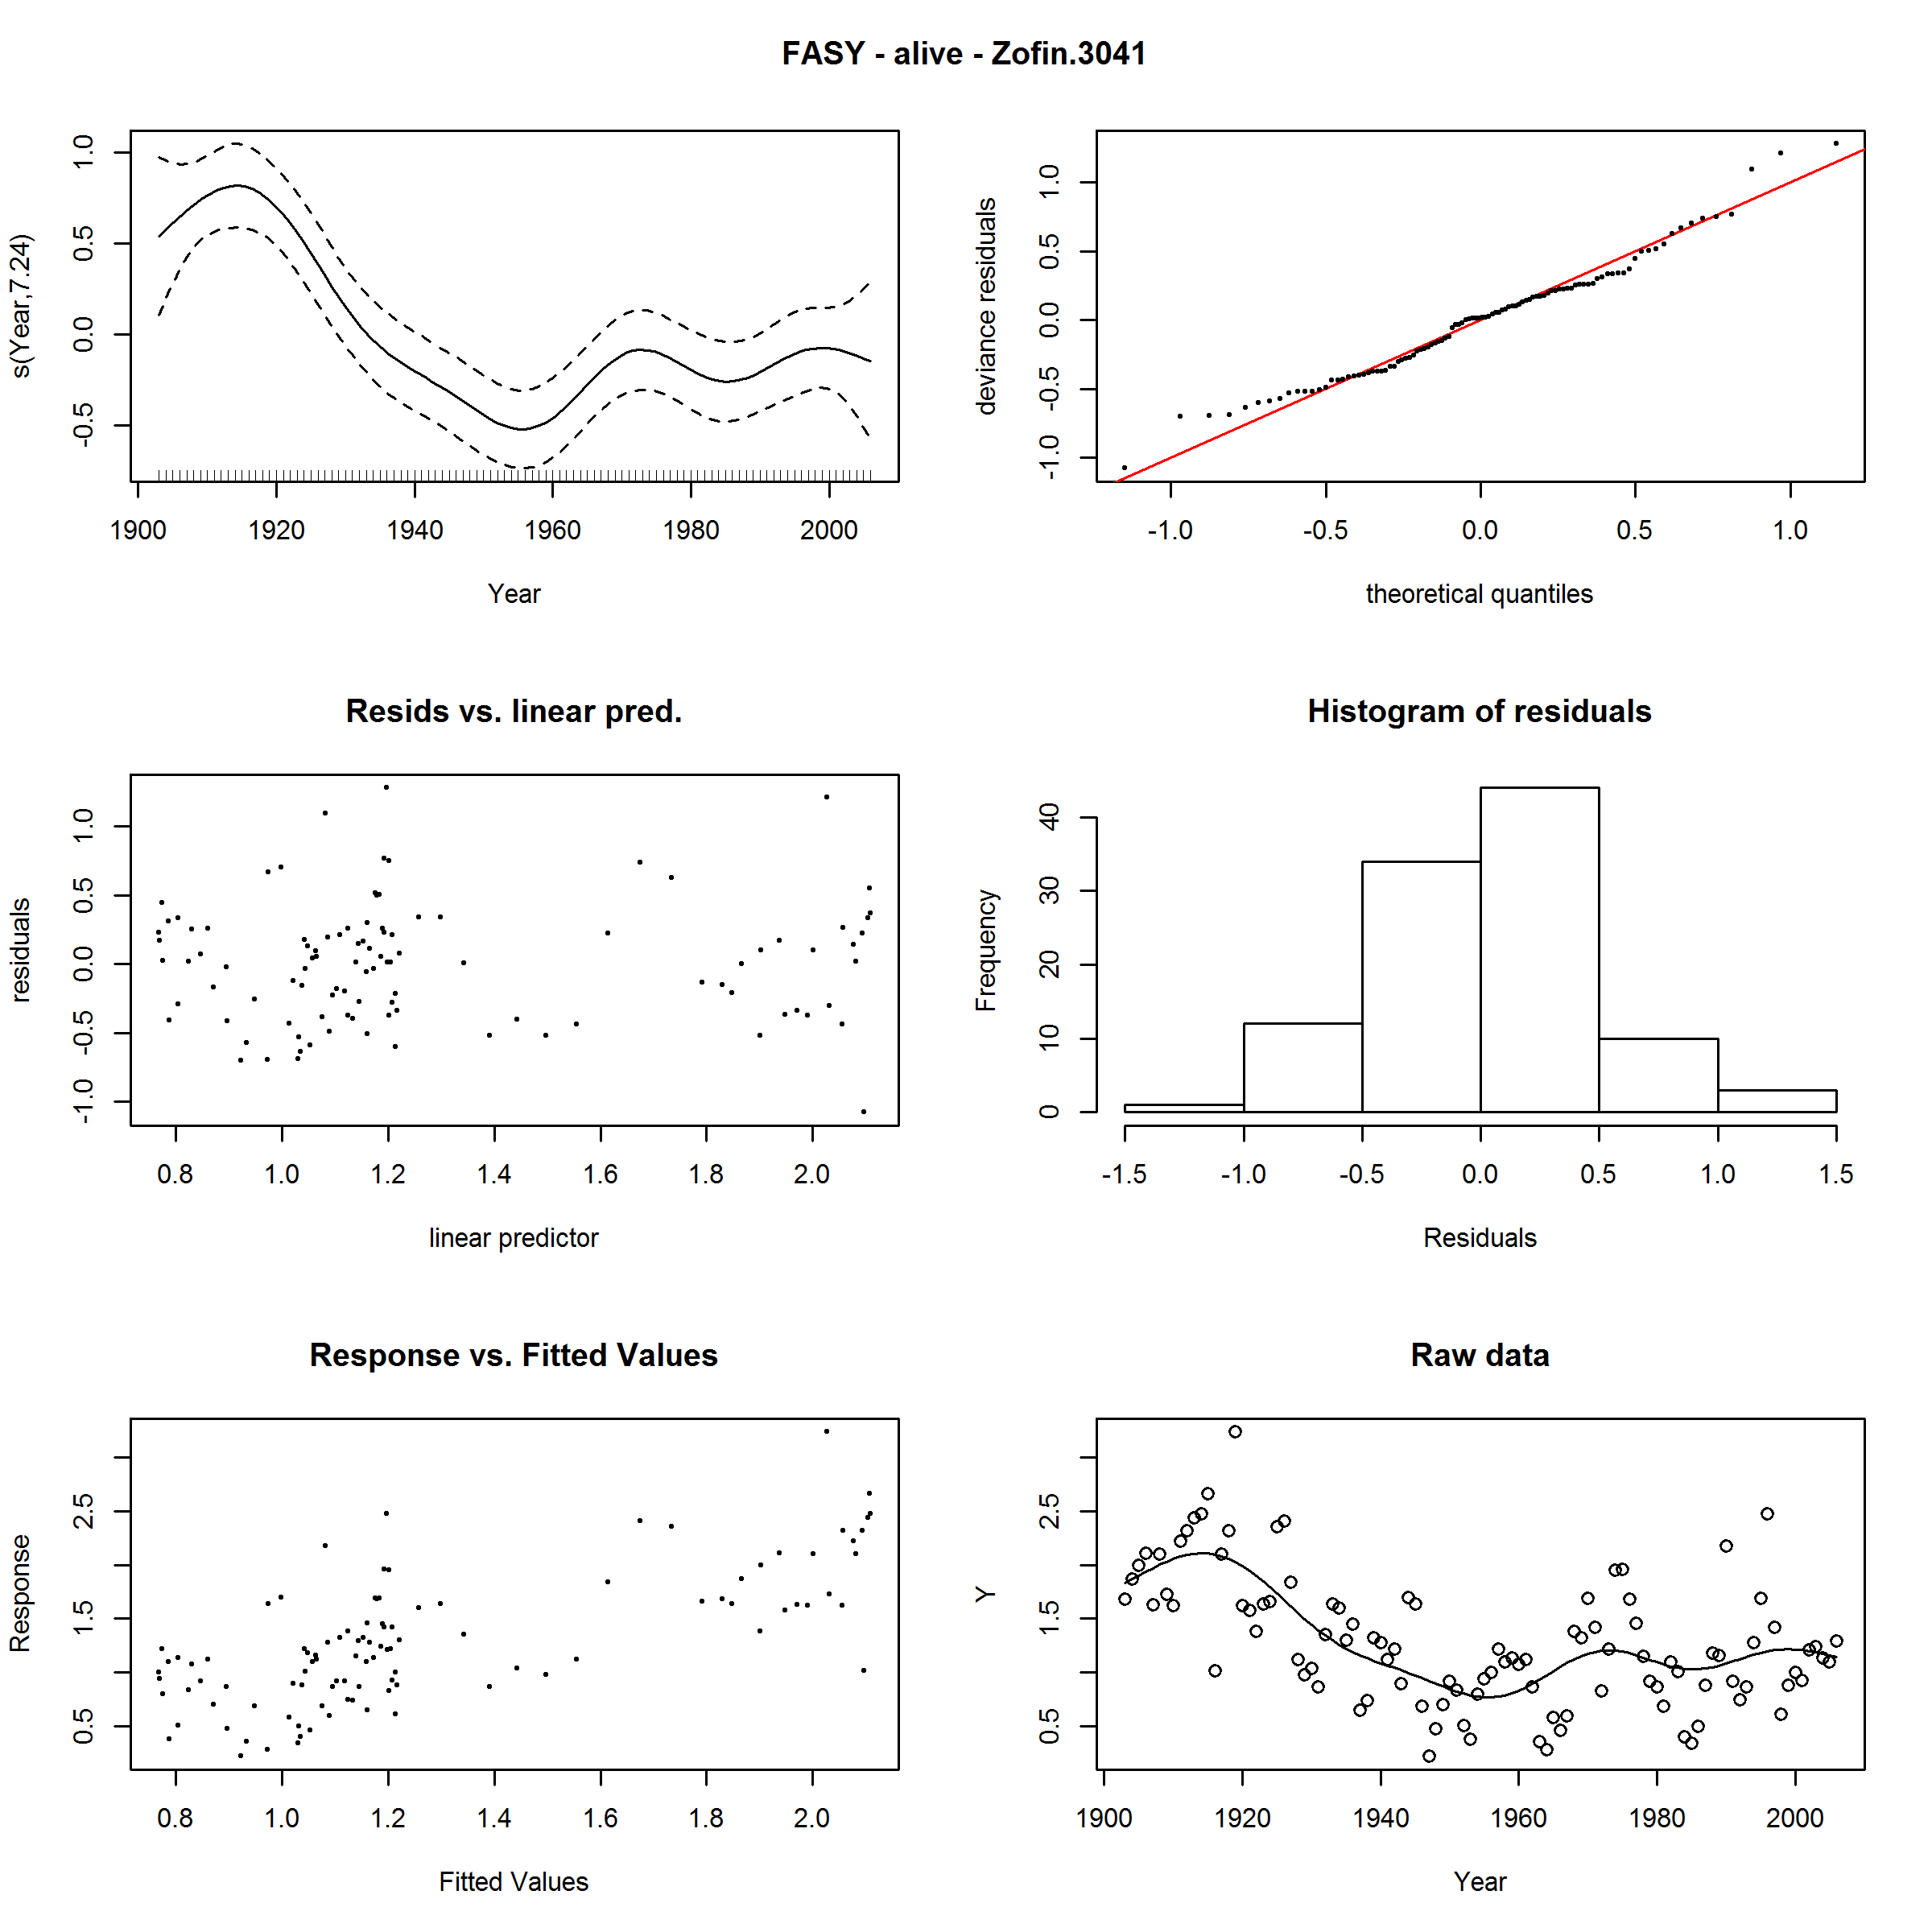 FASY - alive - Zofin.3041
s(Year,7.24)
1.0
0.5
0.0
-0.5
1900 1920 1940 1960 1980 2000
Year
deviance residuals
1.0
0.5
0.0
-0.5
-1.0
-1.0 -0.5 0.0 0.5 1.0
theoretical quantiles
Resids vs. linear pred.
residuals
1.0
0.5
0.0
-0.5
-1.0
0.8 1.0 1.2 1.4 1.6 1.8 2.0
linear predictor
Histogram of residuals
Frequency
40
30
20
10
0
-1.5 -1.0 -0.5 0.0 0.5 1.0 1.5
Residuals
Response vs. Fitted Values
Response
2.5
1.5
0.5
0.8 1.0 1.2 1.4 1.6 1.8 2.0
Fitted Values
Raw data
Y
2.5
1.5
0.5
1900 1920 1940 1960 1980 2000
Year